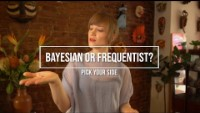 BAYESIAN OR FREQUENTIST?
PICK YOUR SIDE